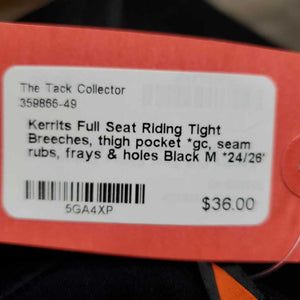 The Tack Collector
359866-49
Kerrits Full Seat Riding Tight
Breeches, thigh pocket *gc, seam
rubs, frays & holes Black M *24/26"
5GA4XP
$36.00